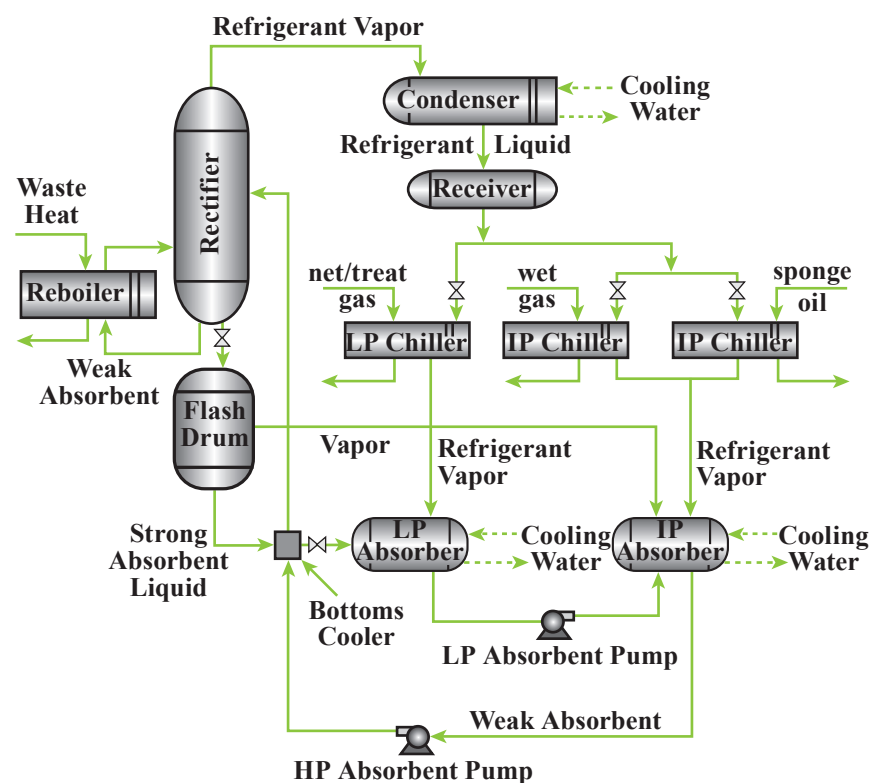 Refrigerant Vapor
Condenser
Cooling
Water
Refrigerant Liquid
Receiver
Rectifier
Waste
Heat
Reboiler
net/treat
gas
wet
gas
sponge
oil
LP Chiller
IP Chiller
IP Chiller
Weak
Absorbent
Flash
Drum
Vapor
Refrigerant
Vapor
Refrigerant
Vapor
Strong
Absorbent
Liquid
LP
Absorber
Cooling
Water
IP
Absorber
Cooling
Water
Bottoms
Cooler
LP Absorbent Pump
Weak Absorbent
HP Absorbent Pump